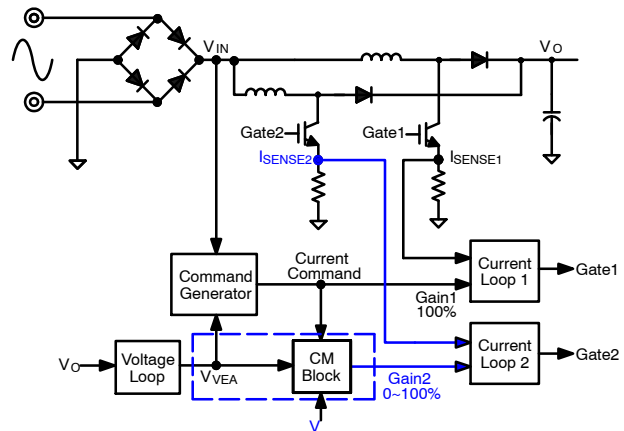 VIN
VO
Gate2
Gate1
ISENSE2
ISENSE1
Current
Command
Command
Generator
Current
Loop 1
Gate1
Gain1
100%
Current
Loop 2
Gate2
VO
Voltage
Loop
VVEA
CM
Block
Gain2
0~100%
V